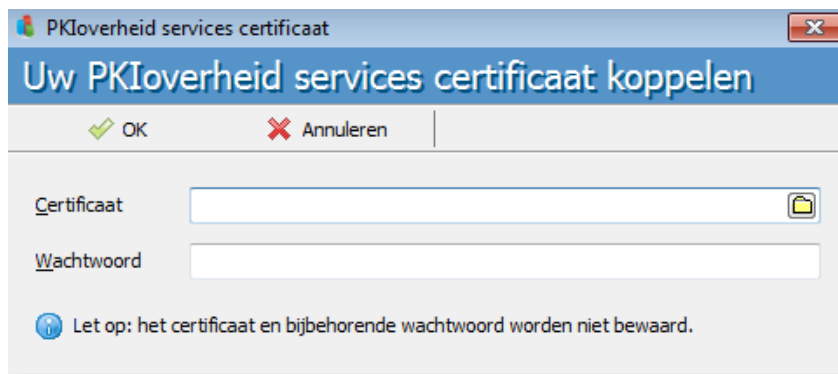 PKIoverheid services certificaat
Uw PKIoverheid services certificaat koppelen
OK Annuleren
Certificaat
Wachtwoord
Let op: het certificaat en bijbehorende wachtwoord worden niet bewaard.